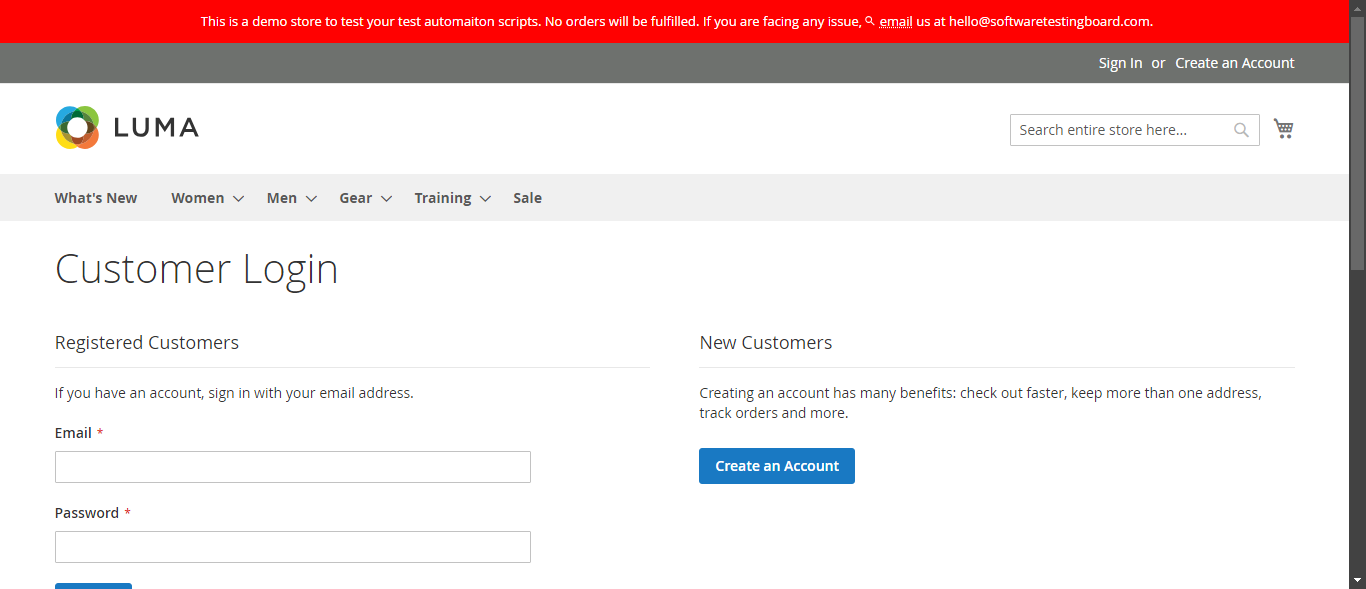 This is a demo store to test your test automaiton scripts. No orders will be fulfilled. If you are facing any issue, email us at hello@softwaretestingboard.com.
Sign In or Create an Account
LUMA
Search entire store here...
What's New Women Men Gear Training Sale
Customer Login
Registered Customers
If you have an account, sign in with your email address.
Email *
Password *
New Customers
Creating an account has many benefits: check out faster, keep more than one address,
track orders and more.
Create an Account